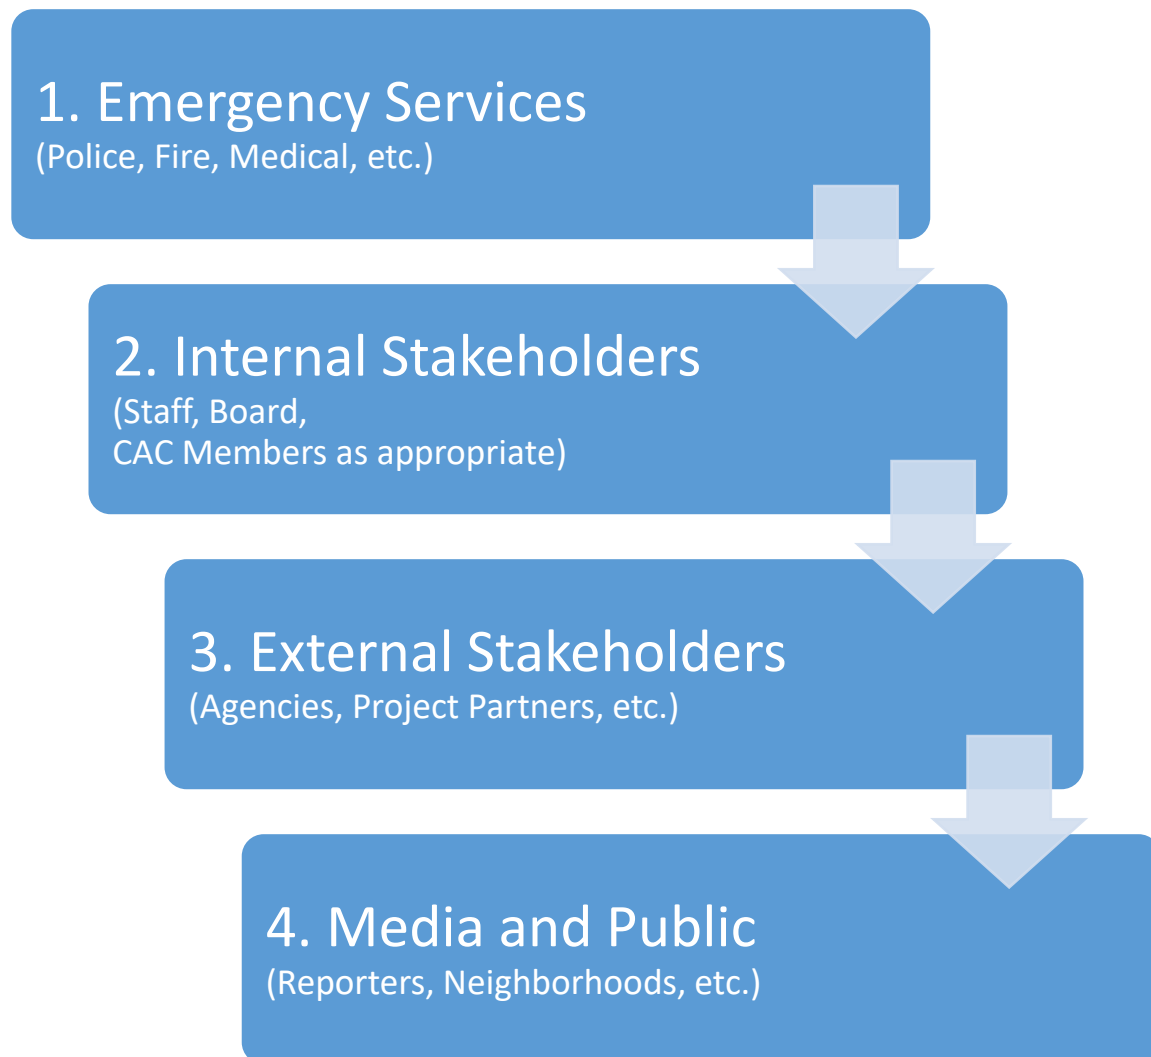 1. Emergency Services
(Police, Fire, Medical, etc.)
2. Internal Stakeholders
(Staff, Board,
CAC Members as appropriate)
3. External Stakeholders
(Agencies, Project Partners, etc.)
4. Media and Public
(Reporters, Neighborhoods, etc.)